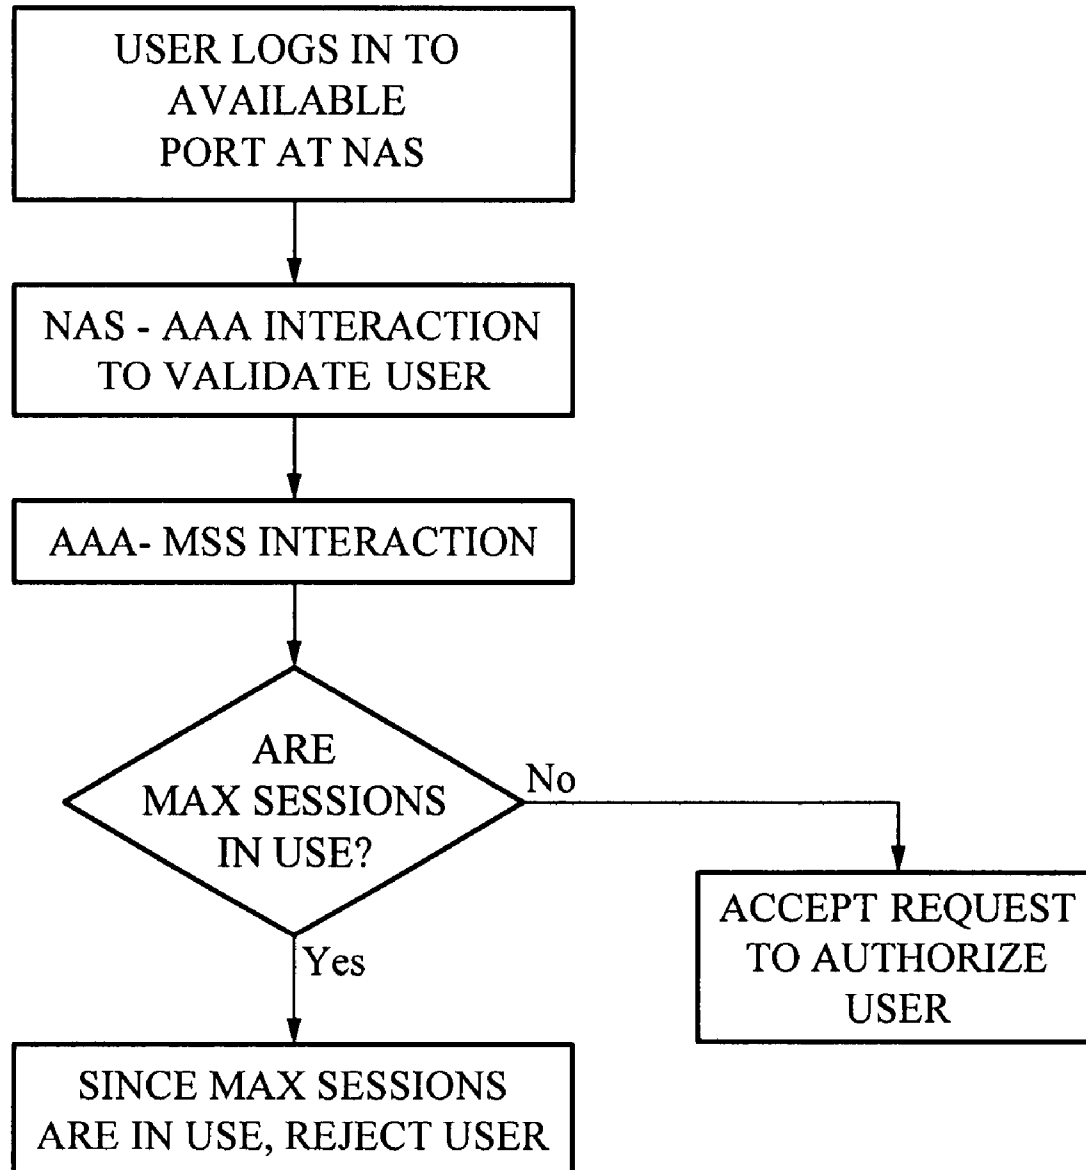 USER LOGS IN TO
AVAILABLE
PORT AT NAS
NAS - AAA INTERACTION
TO VALIDATE USER
AAA- MSS INTERACTION
ARE
MAX SESSIONS
IN USE?
No
ACCEPT REQUEST
TO AUTHORIZE
USER
Yes
SINCE MAX SESSIONS
ARE IN USE, REJECT USER